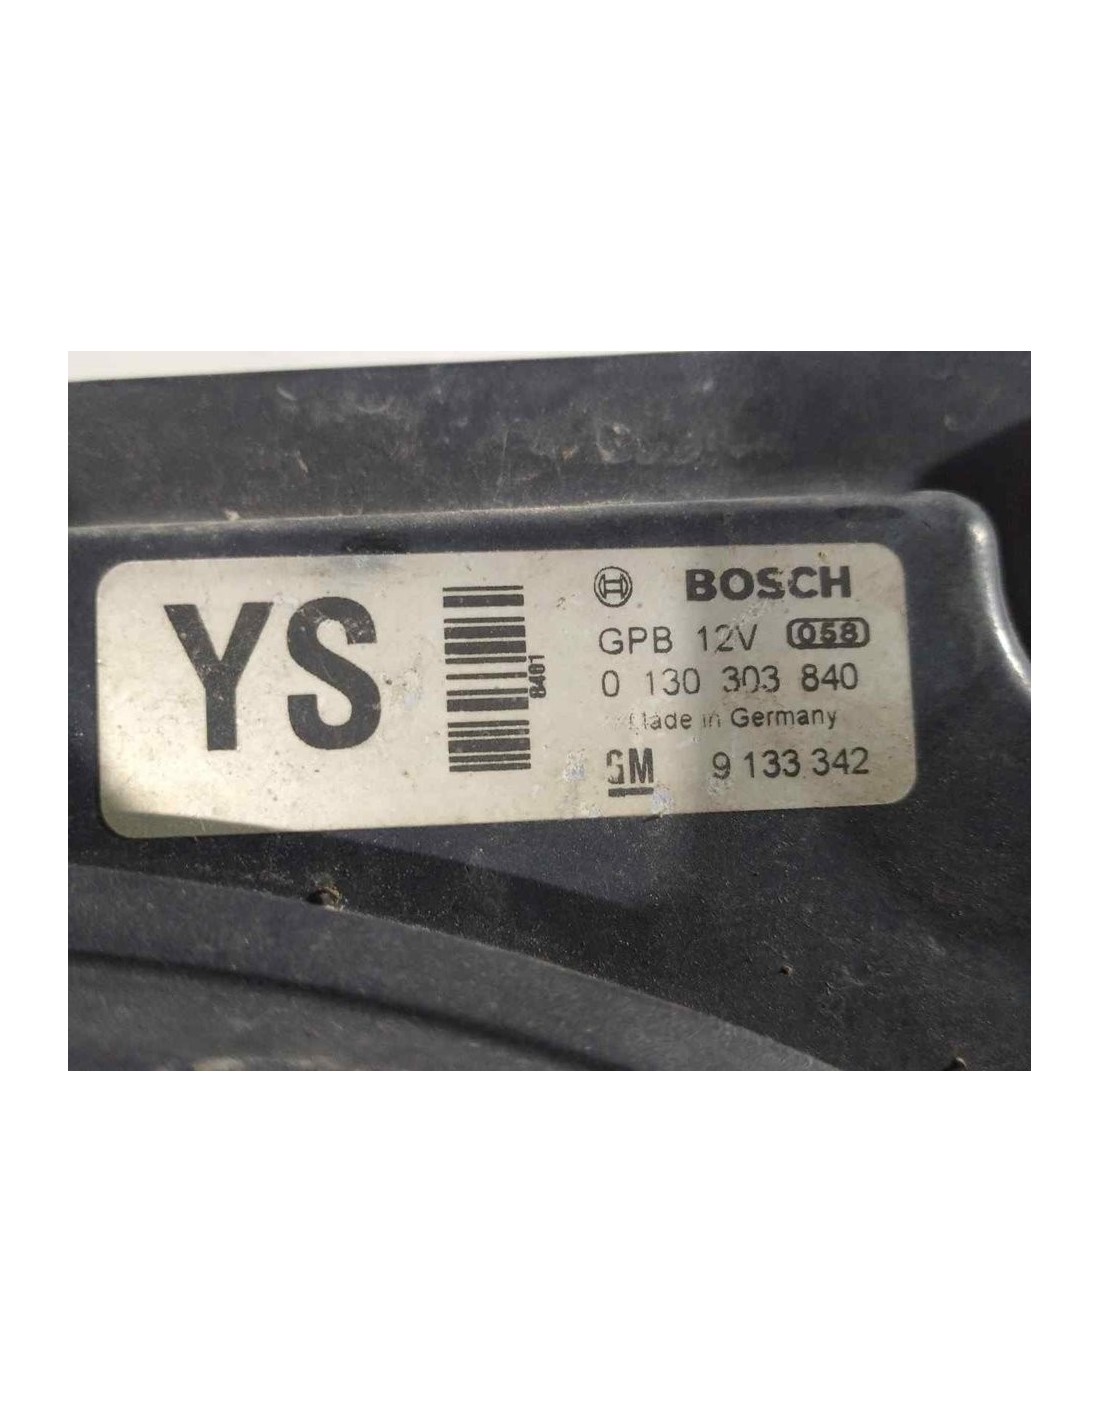 YS
8401
BOSCH
GPB 12V 058
0 130 303 840
Made in Germany
GM 9 133 342